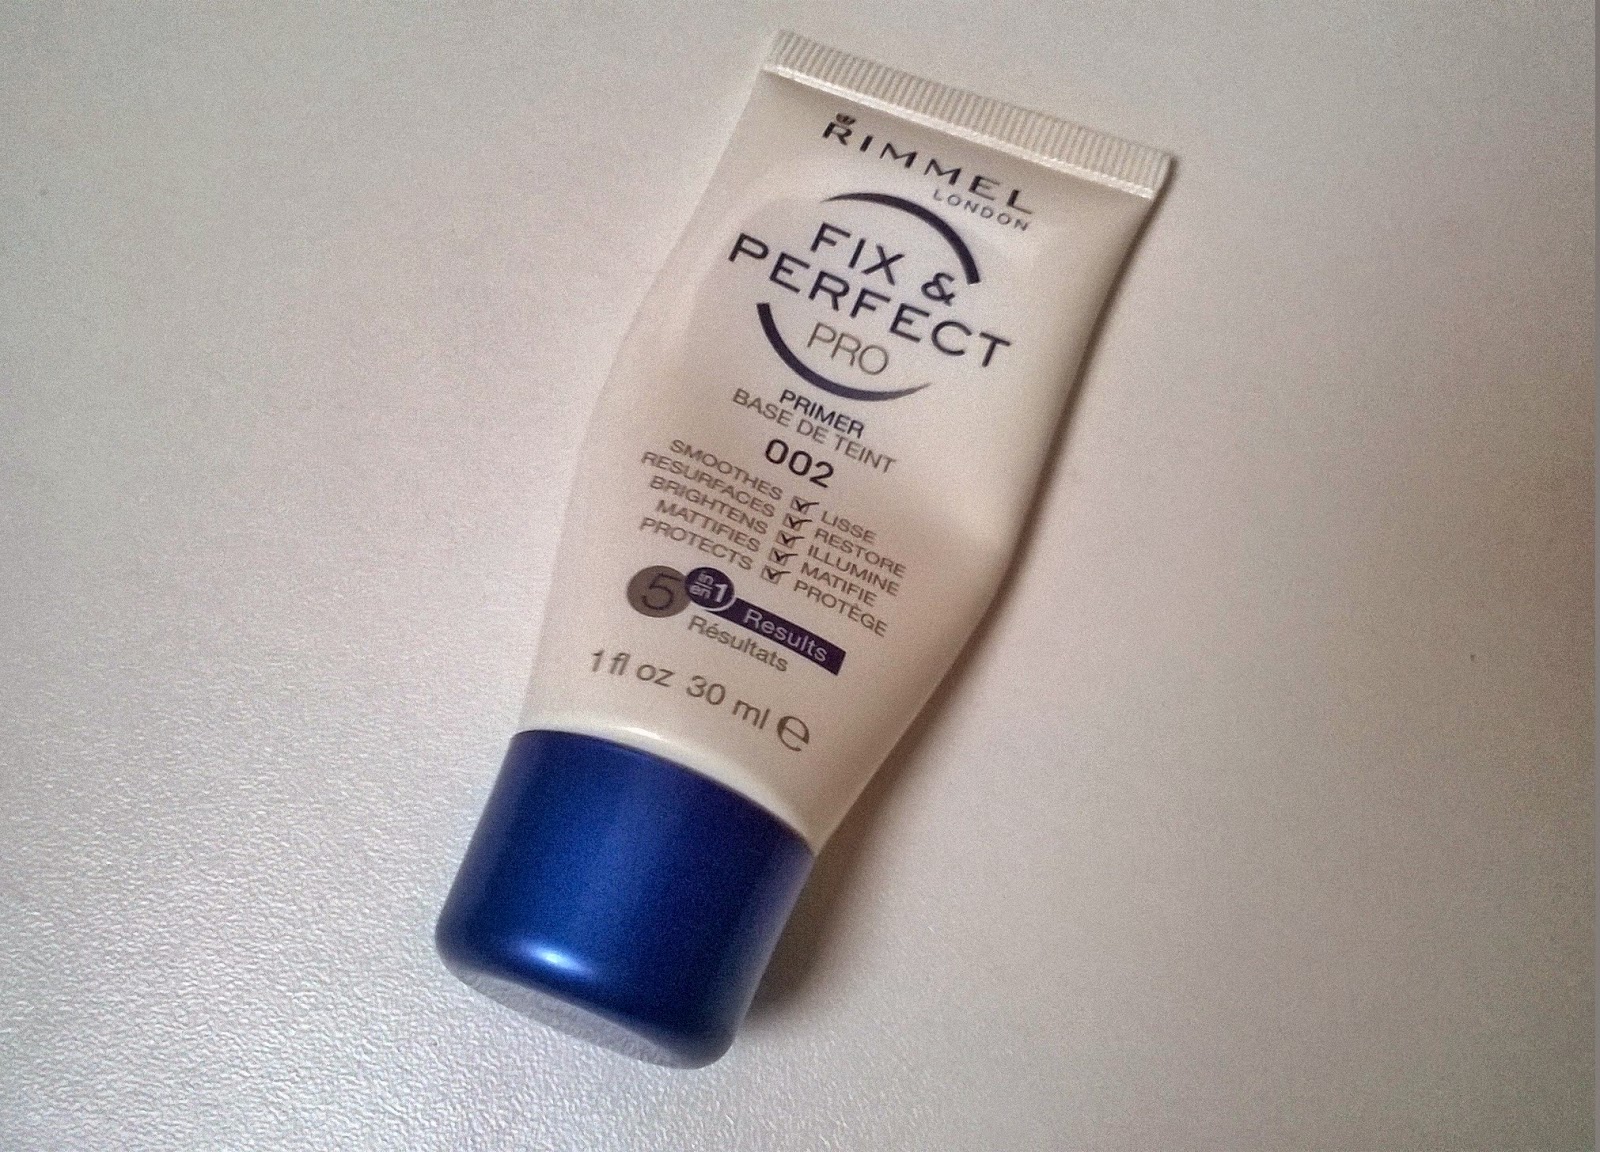 RIMMEL
LONDON
FIX &
PERFECT
PRO
PRIMER
BASE DE TEINT
002
SMOOTHES LISSE
RESURFACES RESTORE
BRIGHTENS ILLUMINE
MATTIFIES MATIFIE
PROTECTS PROTÈGE
5 in en 1 Results
Résultats
1 fl oz 30 ml ℮